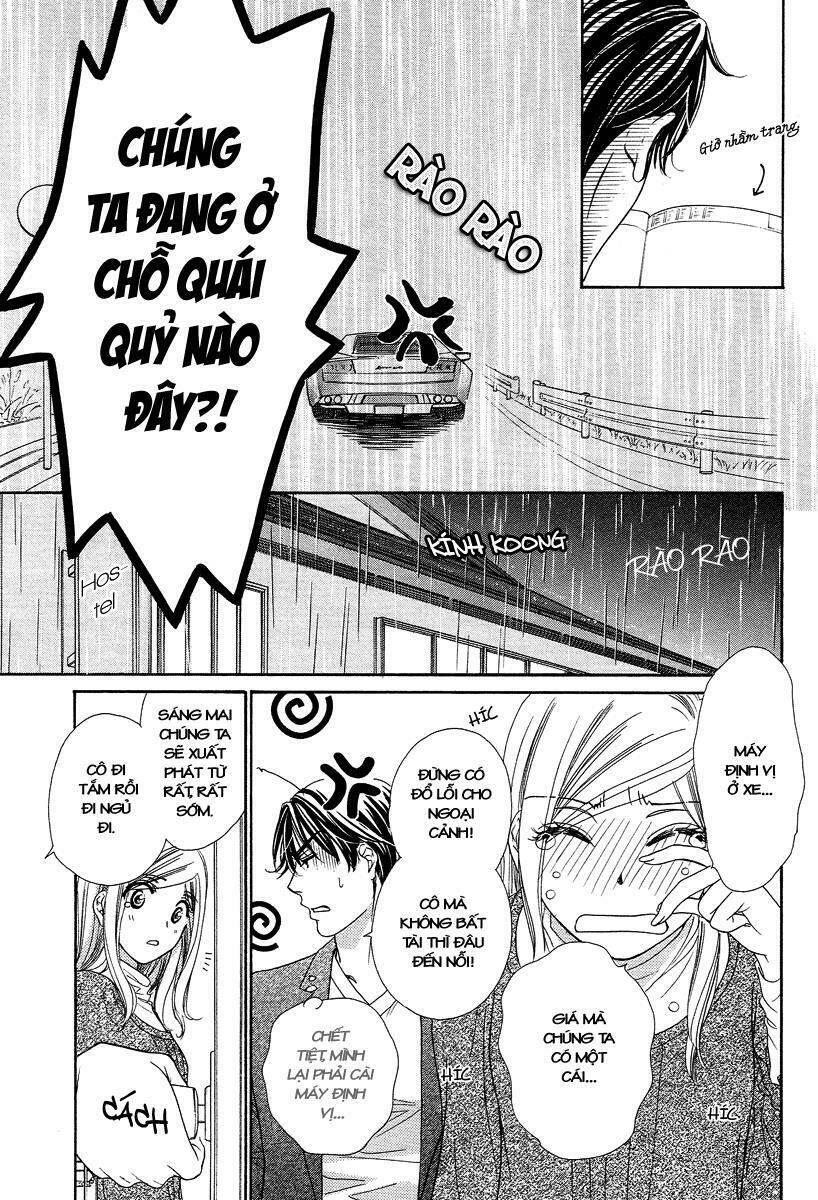 Giở nhầm trang
CHÚNG
TA ĐANG Ở
CHỖ QUÁI
QUỶ NÀO
ĐÂY?!
RÀO RÀO
RÀO RÀO
KÍNH KOONG
Hos-
tel
MÁY
ĐỊNH VỊ
Ở XE...
HÍC
GIÁ MÀ
CHÚNG TA
CÓ MỘT
CÁI...
HÍC
HÍC
ĐỪNG CÓ
ĐỔ LỖI CHO
NGOẠI
CẢNH!
CÔ MÀ
KHÔNG BẤT
TÀI THÌ ĐÂU
ĐẾN NỖI!
CHẾT
TIỆT, MÌNH
LẠI PHẢI CÀI
MÁY ĐỊNH
VỊ...
SÁNG MAI
CHÚNG TA
SẼ XUẤT
PHÁT TỪ
RẤT, RẤT
SỚM.
CÔ ĐI
TẮM RỒI
ĐI NGỦ
ĐI.
CÁCH